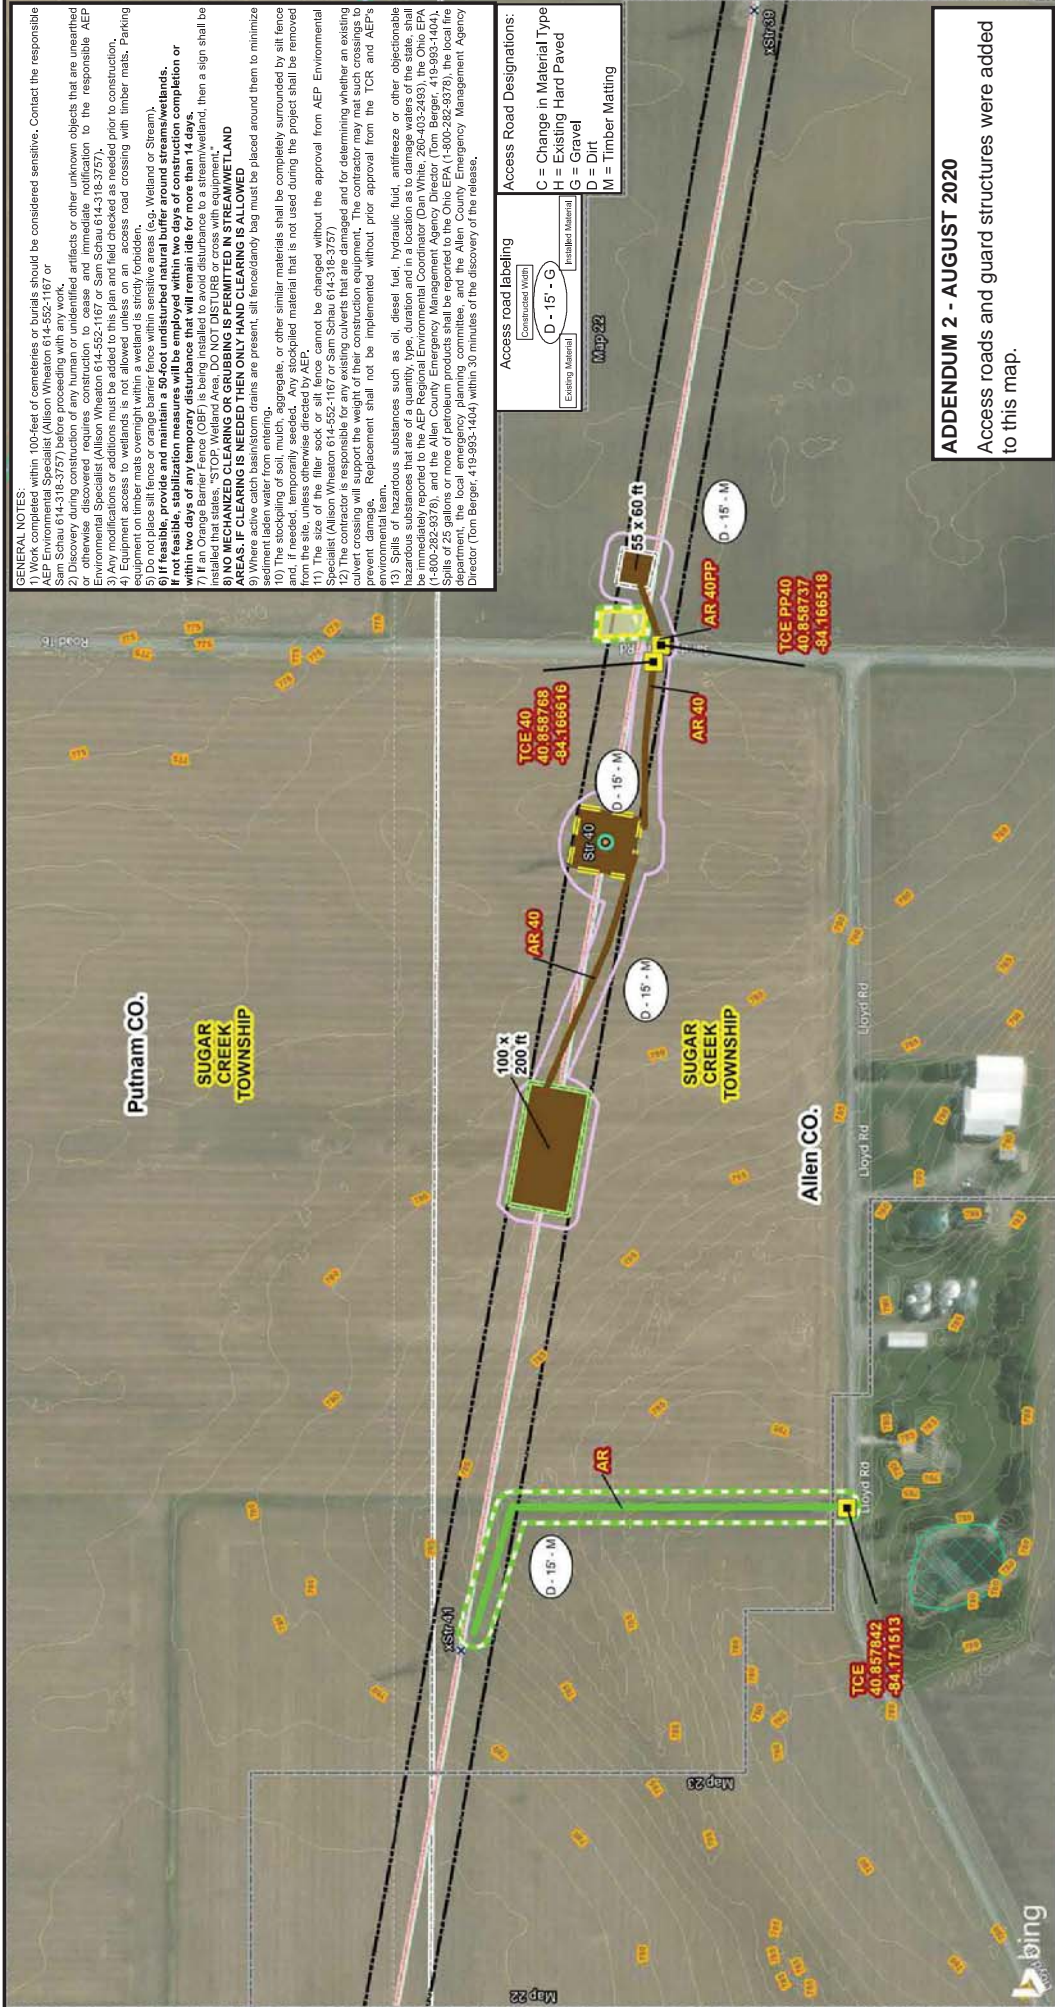 GENERAL NOTES:
1) Work completed within 100-feet of cemeteries or burials should be considered sensitive. Contact the responsible
AEP Environmental Specialist (Allison Wheaton 614-552-1167 or
Sam Schau 614-318-3757) before proceeding with any work.
2) Discovery during construction of any human or unidentified artifacts or other unknown objects that are unearthed
or otherwise discovered requires construction to cease and immediate notification to the responsible AEP
Environmental Specialist (Allison Wheaton 614-552-1167 or Sam Schau 614-318-3757).
3) Any modifications or additions must be added to this plan and field checked as needed prior to construction.
4) Equipment access to wetlands is not allowed unless on an access road crossing with timber mats. Parking
equipment on timber mats overnight within a wetland is strictly forbidden.
5) Do not place silt fence or orange barrier fence within sensitive areas (e.g. Wetland or Stream).
6) If feasible, provide and maintain a 50-foot undisturbed natural buffer around streams/wetlands.
If not feasible, stabilization measures will be employed within two days of construction completion or
within two days of any temporary disturbance that will remain idle for more than 14 days.
7) If an Orange Barrier Fence (OBF) is being installed to avoid disturbance to a stream/wetland, then a sign shall be
installed that states, "STOP, Wetland Area, DO NOT DISTURB or cross with equipment."
8) NO MECHANIZED CLEARING OR GRUBBING IS PERMITTED IN STREAM/WETLAND
AREAS. IF CLEARING IS NEEDED THEN ONLY HAND CLEARING IS ALLOWED
9) Where active catch basin/storm drains are present, silt fence/dandy bag must be placed around them to minimize
sediment laden water from entering.
10) The stockpiling of soil, mulch, aggregate, or other similar materials shall be completely surrounded by silt fence
and, if needed, temporarily seeded. Any stockpiled material that is not used during the project shall be removed
from the site, unless otherwise directed by AEP.
11) The size of the filter sock or silt fence cannot be changed without the approval from AEP Environmental
Specialist (Allison Wheaton 614-552-1167 or Sam Schau 614-318-3757)
12) The contractor is responsible for any existing culverts that are damaged and for determining whether an existing
culvert crossing will support the weight of their construction equipment. The contractor may mat such crossings to
prevent damage. Replacement shall not be implemented without prior approval from the TCR and AEP's
environmental team.
13) Spills of hazardous substances such as oil, diesel fuel, hydraulic fluid, antifreeze or other objectionable
hazardous substances that are of a quantity, type, duration and in a location as to damage waters of the state, shall
be immediately reported to the AEP Regional Environmental Coordinator (Dan White, 260-403-2493), the Ohio EPA
(1-800-282-9378), and the Allen County Emergency Management Agency Director (Tom Berger, 419-993-1404).
Spills of 25 gallons or more of petroleum products shall be reported to the Ohio EPA (1-800-282-9378), the local fire
department, the local emergency planning committee, and the Allen County Emergency Management Agency
Director (Tom Berger, 419-993-1404) within 30 minutes of the discovery of the release.
Access road labeling
Constructed Width
D - 15' - G
Existing Material
Installed Material
Access Road Designations:
C = Change in Material Type
H = Existing Hard Paved
G = Gravel
D = Dirt
M = Timber Matting
ADDENDUM 2 - AUGUST 2020
Access roads and guard structures were added
to this map.
Putnam CO.
SUGAR
CREEK
TOWNSHIP
Road 16
Map 22
xStr 39
55 x 60 ft
D - 15' - M
AR 40PP
TCE PP40
40.858737
-84.166518
TCE 40
40.858768
-84.166616
AR 40
D - 15' - M
Str 40
AR 40
D - 15' - M
100 x
200 ft
SUGAR
CREEK
TOWNSHIP
Allen CO.
Lloyd Rd
Lloyd Rd
Lloyd Rd
AR
D - 15' - M
xStr 41
TCE
40.857842
-84.171513
Map 23
Map 22
bing